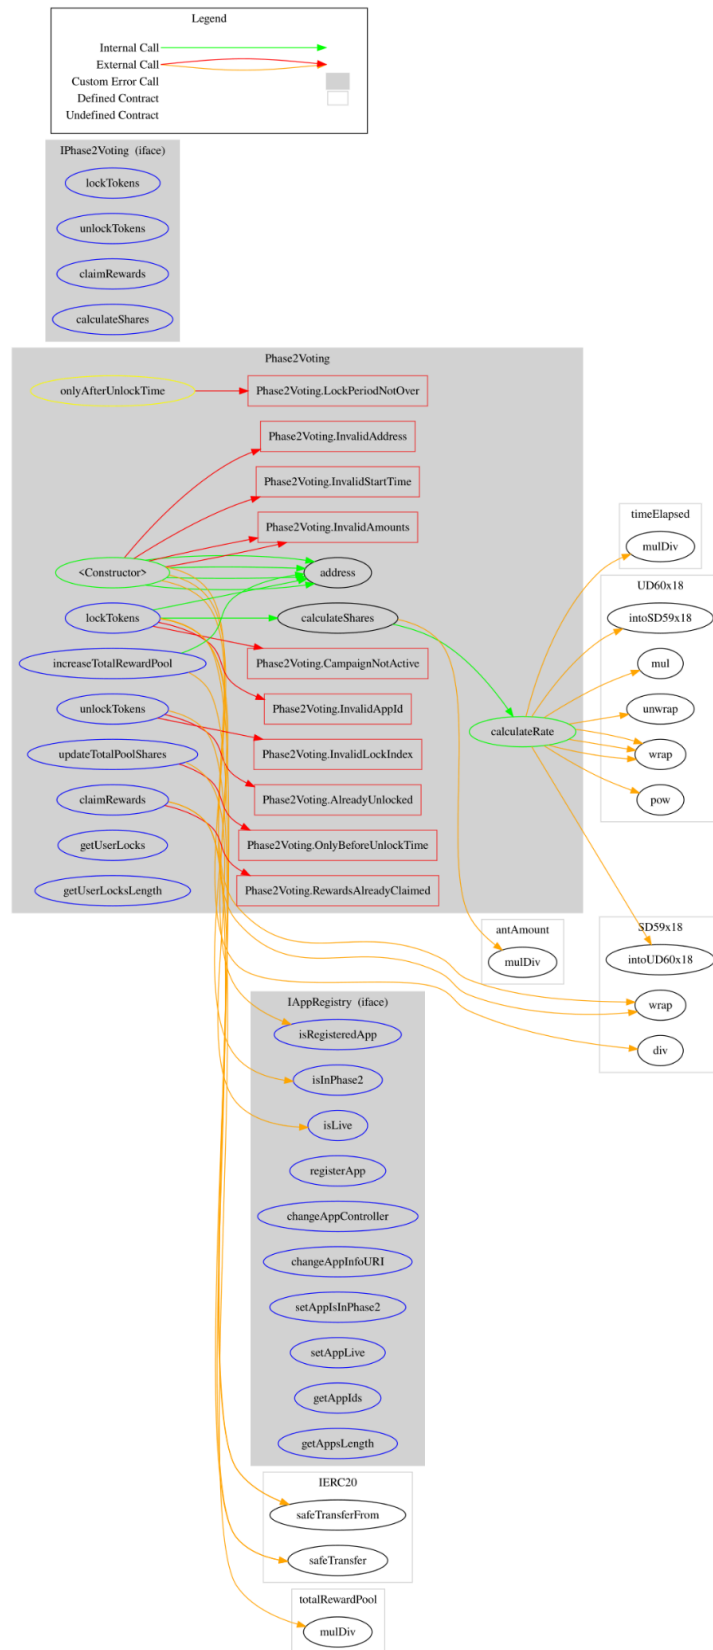 Legend
Internal Call
External Call
Custom Error Call
Defined Contract
Undefined Contract
IPhase2Voting (iface)
lockTokens
unlockTokens
claimRewards
calculateShares
Phase2Voting
onlyAfterUnlockTime
Phase2Voting.LockPeriodNotOver
Phase2Voting.InvalidAddress
Phase2Voting.InvalidStartTime
Phase2Voting.InvalidAmounts
<Constructor>
address
lockTokens
calculateShares
increaseTotalRewardPool
Phase2Voting.CampaignNotActive
unlockTokens
Phase2Voting.InvalidAppId
updateTotalPoolShares
Phase2Voting.InvalidLockIndex
claimRewards
Phase2Voting.AlreadyUnlocked
getUserLocks
Phase2Voting.OnlyBeforeUnlockTime
getUserLocksLength
Phase2Voting.RewardsAlreadyClaimed
calculateRate
timeElapsed
mulDiv
UD60x18
intoSD59x18
mul
unwrap
wrap
pow
antAmount
mulDiv
SD59x18
intoUD60x18
wrap
div
IAppRegistry (iface)
isRegisteredApp
isInPhase2
isLive
registerApp
changeAppController
changeAppInfoURI
setAppIsInPhase2
setAppLive
getAppIds
getAppsLength
IERC20
safeTransferFrom
safeTransfer
totalRewardPool
mulDiv